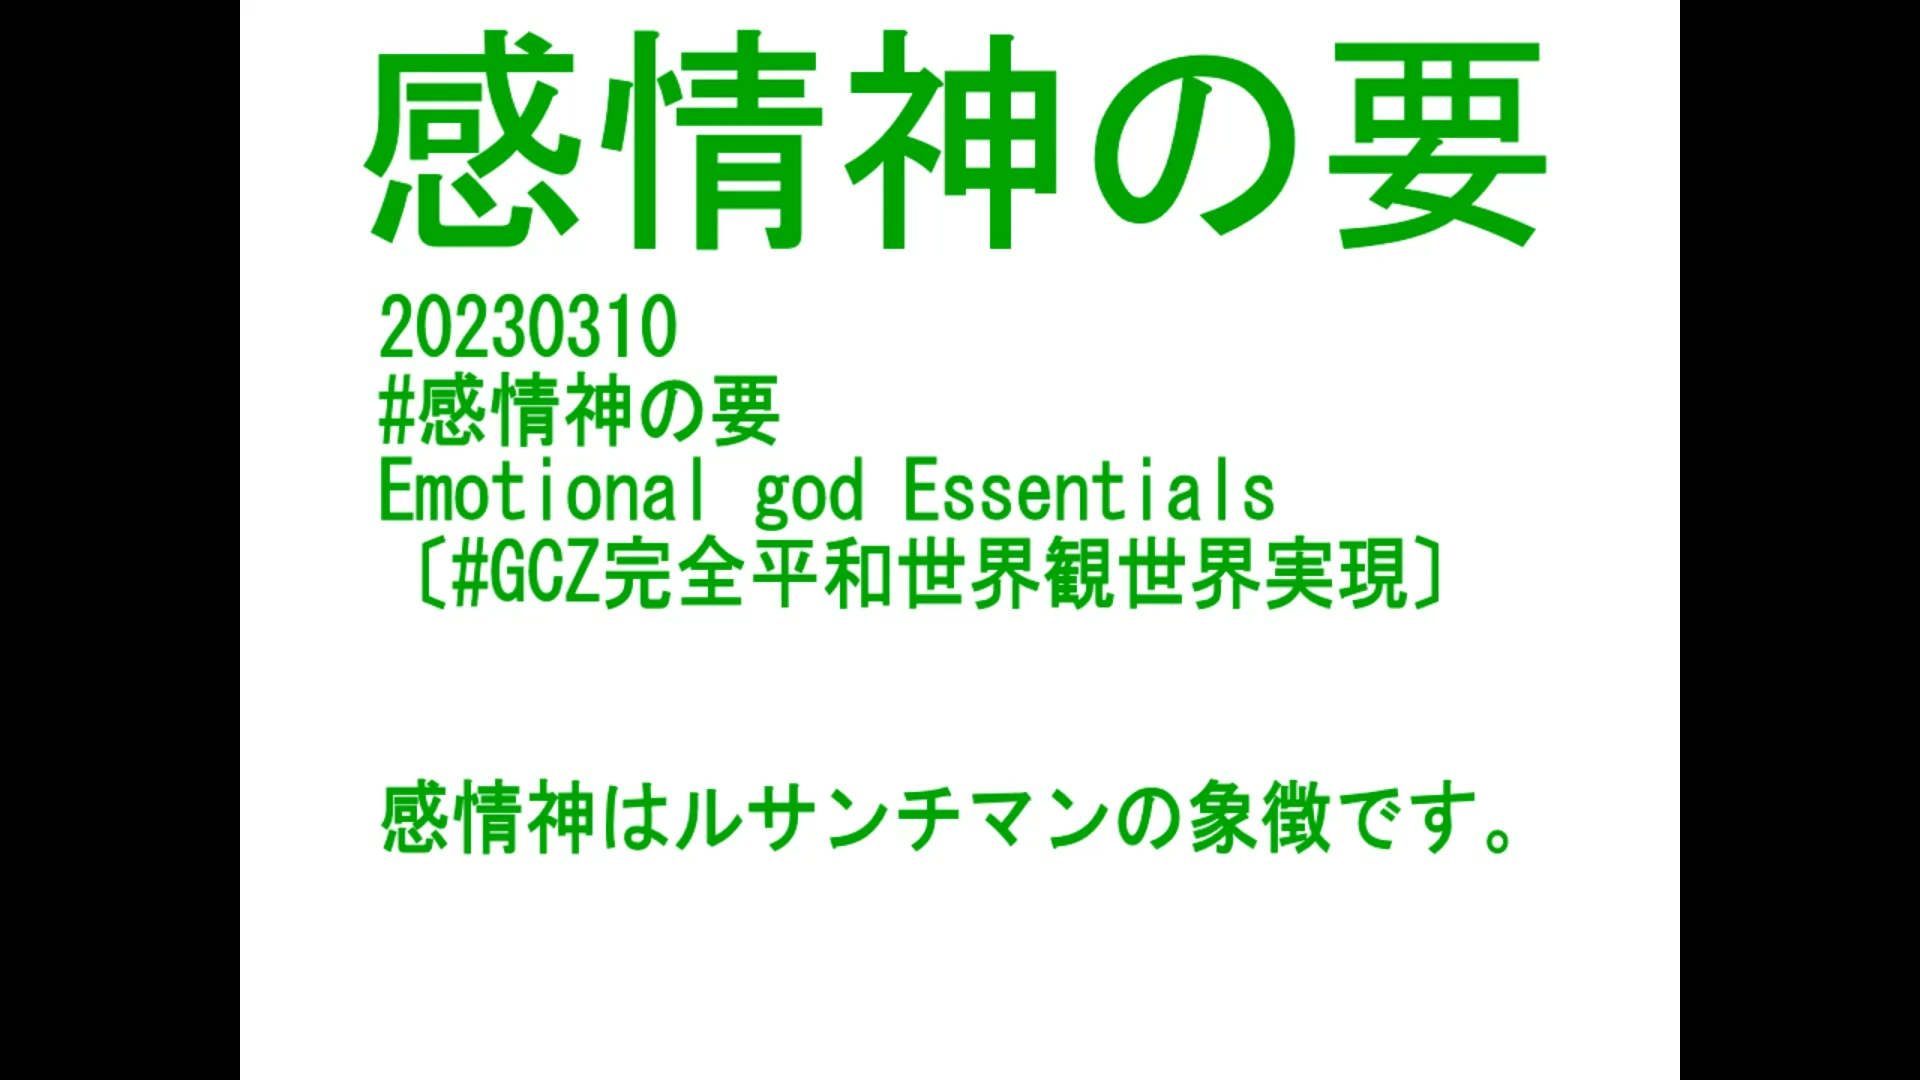 感情神の要
20230310
#感情神の要
Emotional god Essentials
〔#GCZ完全平和世界観世界実現〕
感情神はルサンチマンの象徴です。